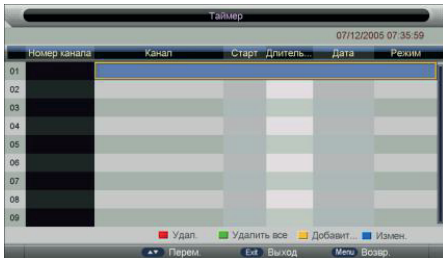 Таймер
07/12/2005 07:35:59
Номер канала Канал Старт Длитель... Дата Режим
01
02
03
04
05
06
07
08
09
Удал. Удалить все Добавит... Измен.
Перем. Exit Выход Menu Возвр.